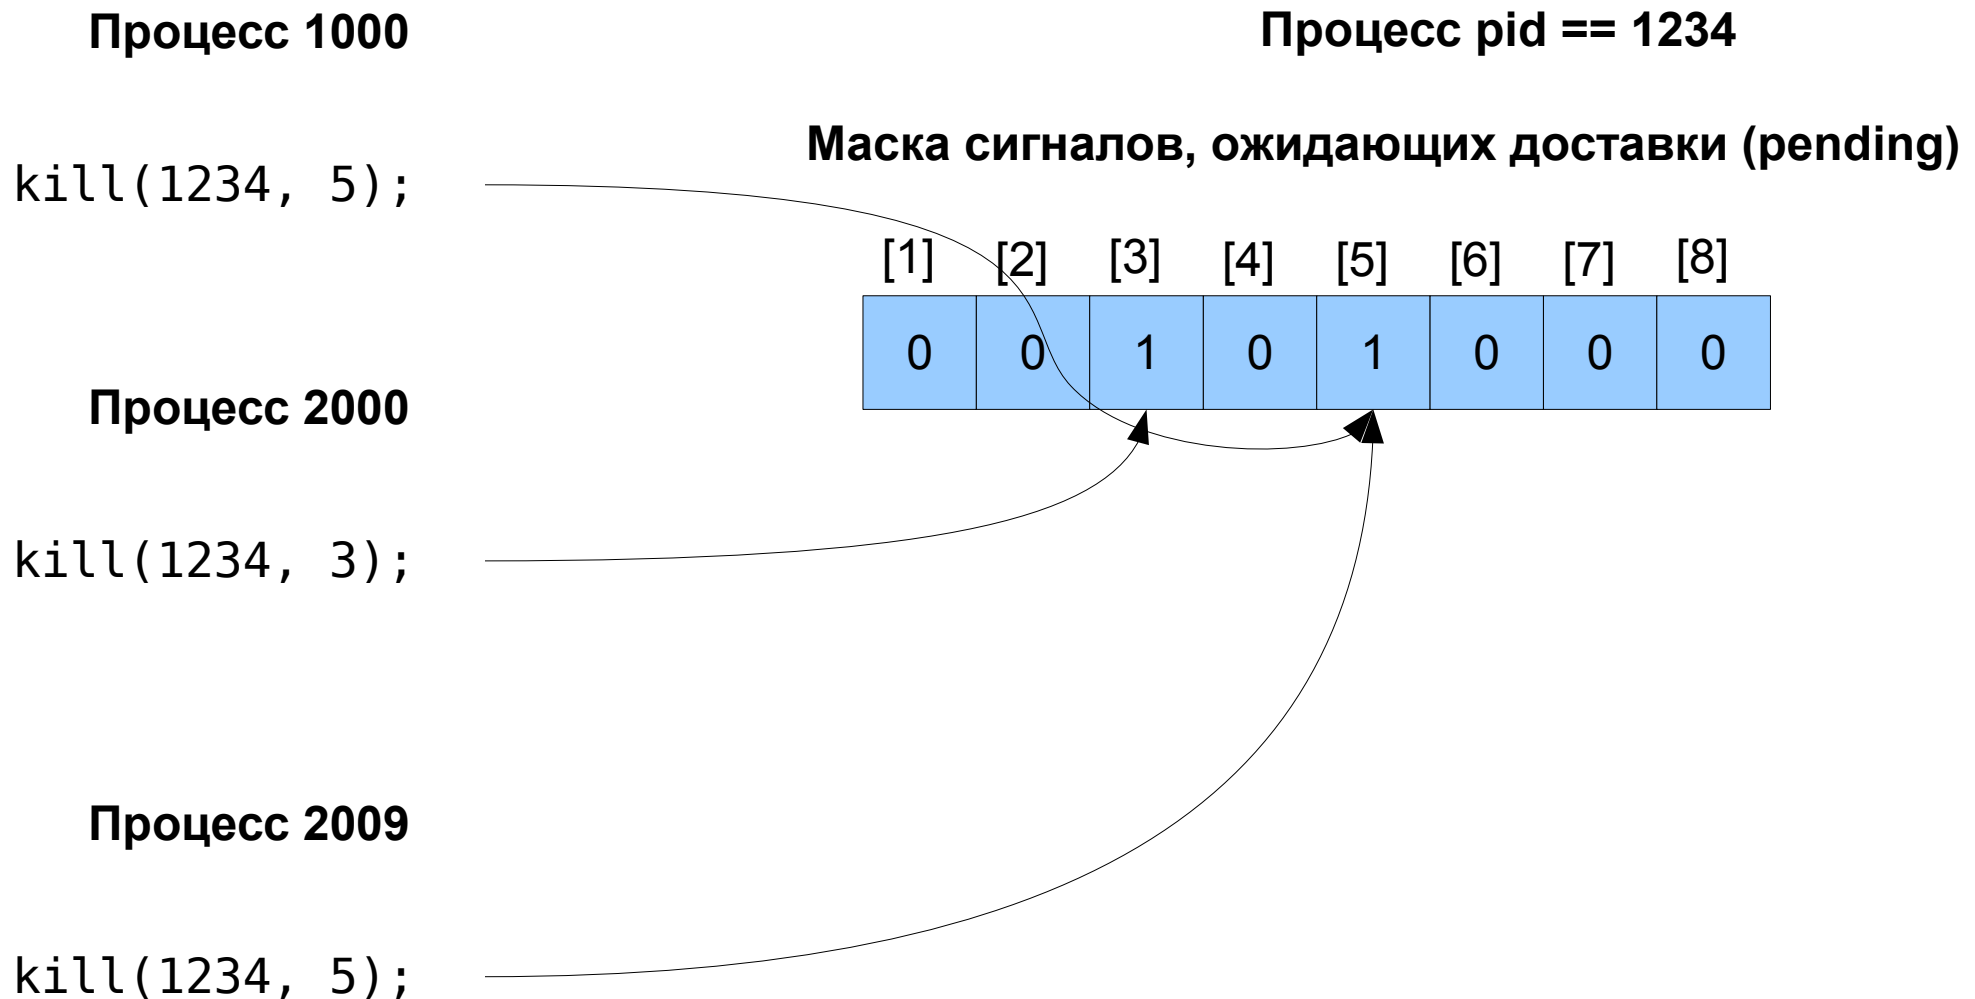 Процесс 1000
Процесс pid == 1234
Маска сигналов, ожидающих доставки (pending)
kill(1234, 5);
[1] [2] [3] [4] [5] [6] [7] [8]
0 0 1 0 1 0 0 0
Процесс 2000
kill(1234, 3);
Процесс 2009
kill(1234, 5);